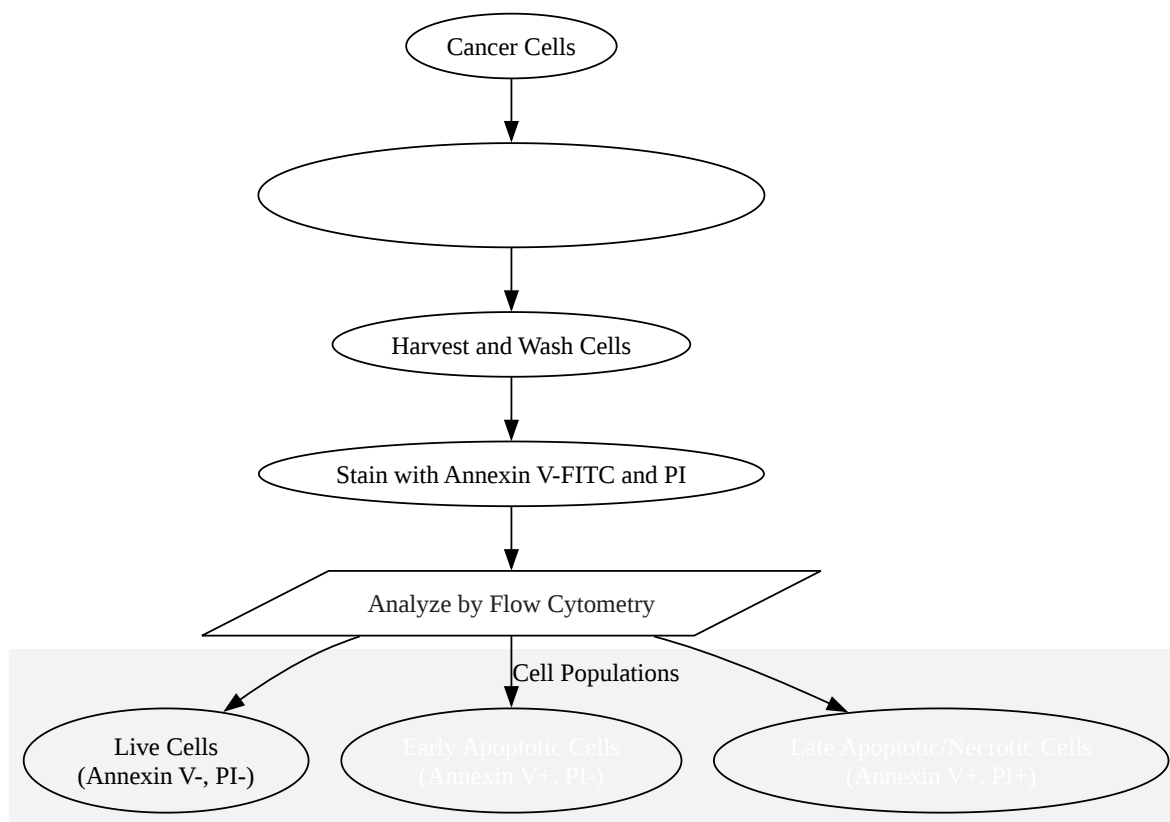 Cancer Cells
Harvest and Wash Cells
Stain with Annexin V-FITC and PI
Analyze by Flow Cytometry
Cell Populations
Live Cells
(Annexin V-, PI-)
Early Apoptotic Cells
(Annexin V+, PI-)
Late Apoptotic/Necrotic Cells
(Annexin V+, PI+)